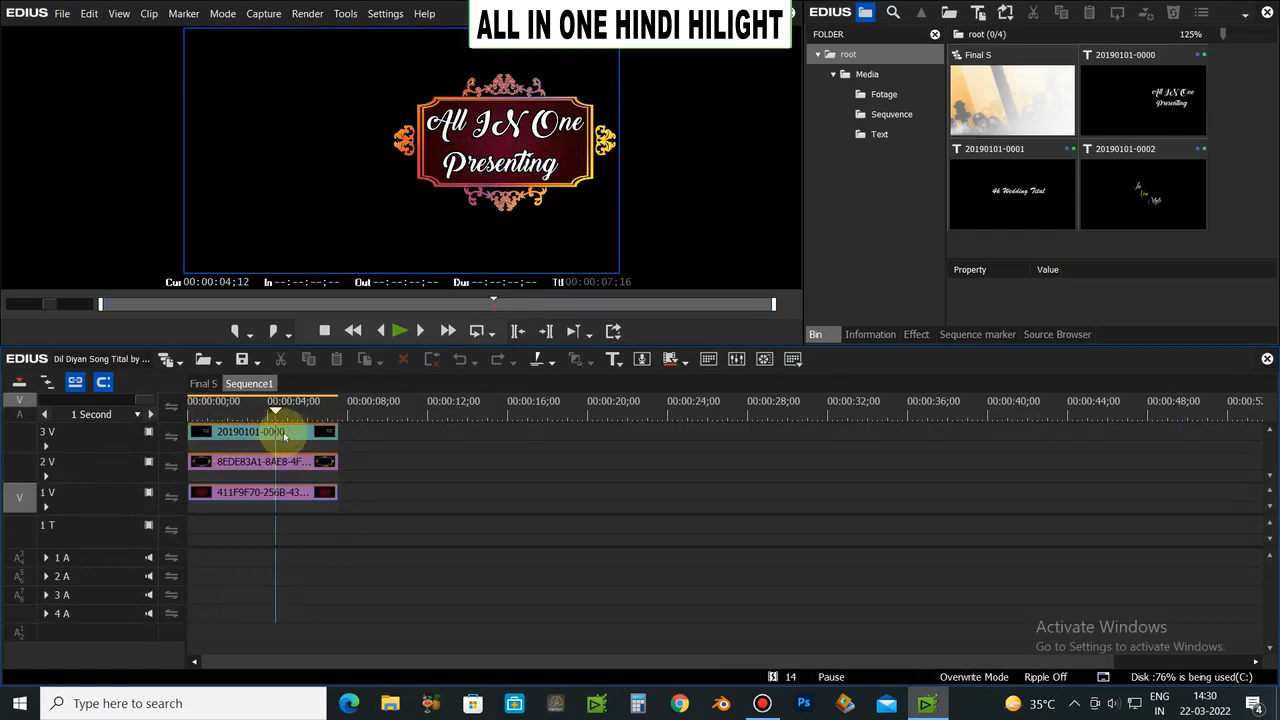 EDIUS File Edit View Clip Marker Mode Capture Render Tools Settings Help
ALL IN ONE HINDI HILIGHT
All IN One
Presenting
Cur 00:00:04;12 In --:--:--;-- Out --:--:--;-- Dur --:--:--;-- Ttl 00:00:07;16
EDIUS
FOLDER
root (0/4) 125%
root
Media
Fotage
Sequvence
Text
Final S
20190101-0000
All IN One
Presenting
20190101-0001
46 Wedding Tital
20190101-0002
Property Value
Bin Information Effect Sequence marker Source Browser
EDIUS Dil Diyan Song Tital by ...
Final S Sequence1
00:00:00;00 00:00:04;00 00:00:08;00 00:00:12;00 00:00:16;00 00:00:20;00 00:00:24;00 00:00:28;00 00:00:32;00 00:00:36;00 00:00:40;00 00:00:44;00 00:00:48;00 00:00:52
V
A 1 Second
3 V 20190101-0000
2 V 8EDE83A1-8AE8-4F...
V 1 V 411F9F70-256B-43...
1 T
1 A
2 A
3 A
4 A
Activate Windows
Go to Settings to activate Windows.
14 Pause Overwrite Mode Ripple Off Disk :76% is being used(C:)
Type here to search
Ps
35°C
ENG
IN
14:30
22-03-2022